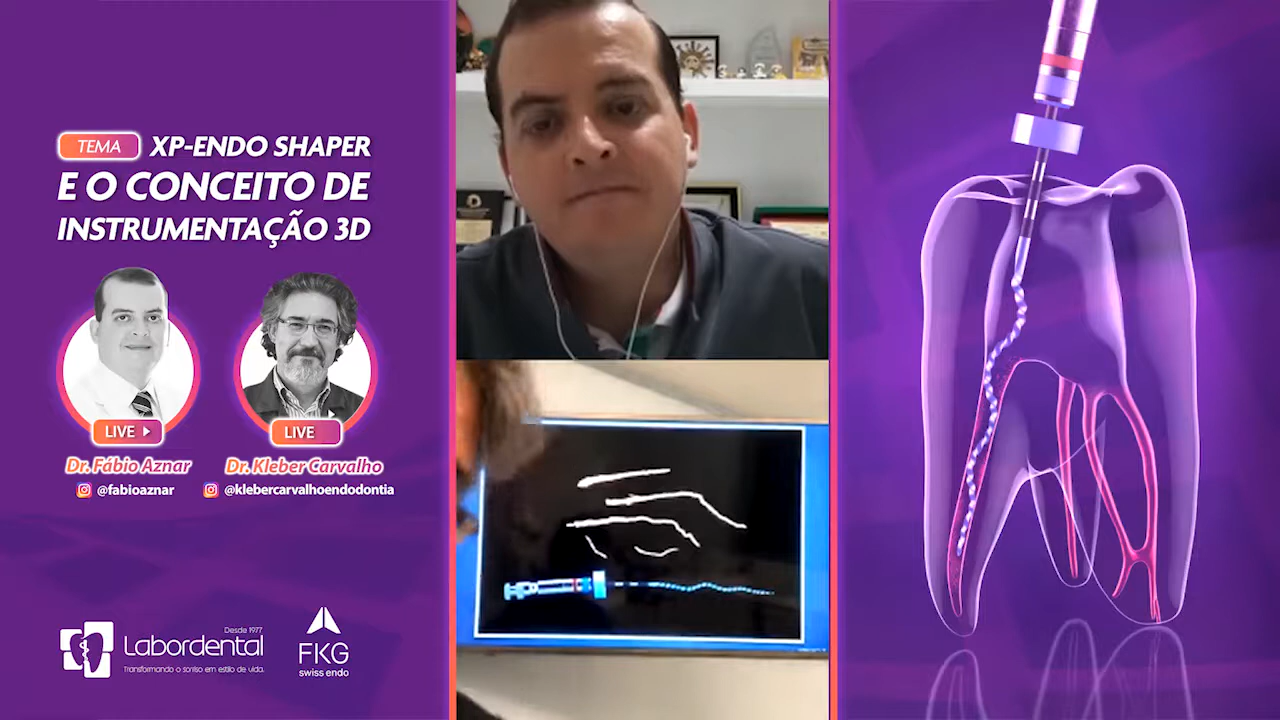 TEMA XP-ENDO SHAPER
E O CONCEITO DE
INSTRUMENTAÇÃO 3D
LIVE
LIVE
Dr. Fábio Aznar
Dr. Kleber Carvalho
@fabioaznar
@klebercarvalhoendodontia
Desde 1977
Labordental
Transformando o sorriso em estilo de vida.
FKG
swiss endo